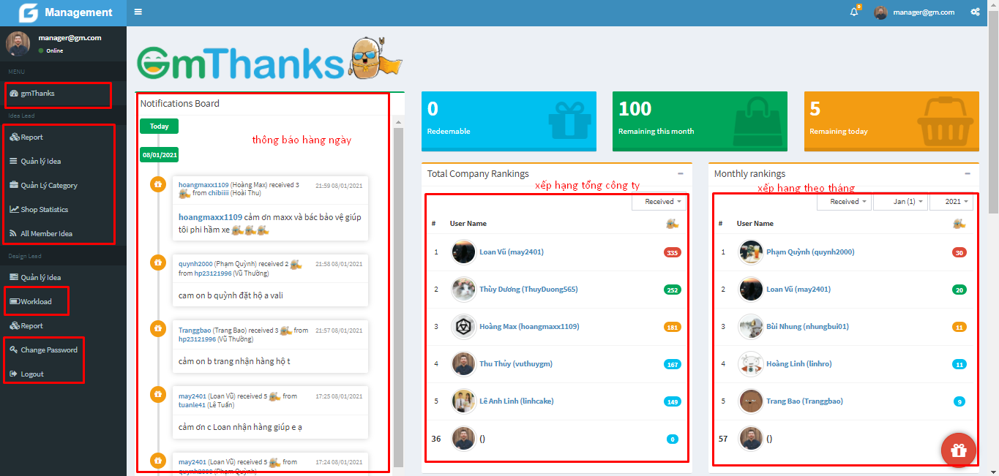 Management
9
manager@gm.com
manager@gm.com
Online
MENU
gmThanks
Idea Lead
Report
Quản lý Idea
Quản Lý Category
Shop Statistics
All Member Idea
Design Lead
Quản lý Idea
Workload
Report
Change Password
Logout
GmThanks
Notifications Board
Today
thông báo hàng ngày
08/01/2021
hoangmaxx1109 (Hoàng Max) received 3 21:59 08/01/2021
from chibiiii (Hoài Thu)
hoangmaxx1109 cảm ơn maxx và bác bảo vệ giúp
tôi phi hầm xe
quynh2000 (Phạm Quỳnh) received 2 21:58 08/01/2021
from hp23121996 (Vũ Thường)
cam on b quỳnh đặt hộ a vali
Tranggbao (Trang Bao) received 3 from 21:57 08/01/2021
hp23121996 (Vũ Thường)
cảm ơn b trang nhận hàng hộ t
may2401 (Loan Vũ) received 5 from 17:25 08/01/2021
tuanle41 (Lê Tuấn)
cảm ơn c Loan nhận hàng giúp e ạ
may2401 (Loan Vũ) received 5 from 17:24 08/01/2021
quynh2000 (Phạm Quỳnh)
0
Redeemable
100
Remaining this month
5
Remaining today
Total Company Rankings
xếp hạng tổng công ty
Received
# User Name
1 Loan Vũ (may2401) 335
2 Thùy Dương (ThuyDuong565) 252
3 Hoàng Max (hoangmaxx1109) 181
4 Thu Thủy (vuthuygm) 167
5 Lê Anh Linh (linhcake) 149
36 () 0
Monthly rankings
xếp hang theo tháng
Received Jan (1) 2021
# User Name
1 Phạm Quỳnh (quynh2000) 30
2 Loan Vũ (may2401) 20
3 Bùi Nhung (nhungbui01) 11
4 Hoàng Linh (linhro) 11
5 Trang Bao (Tranggbao) 9
57 ()